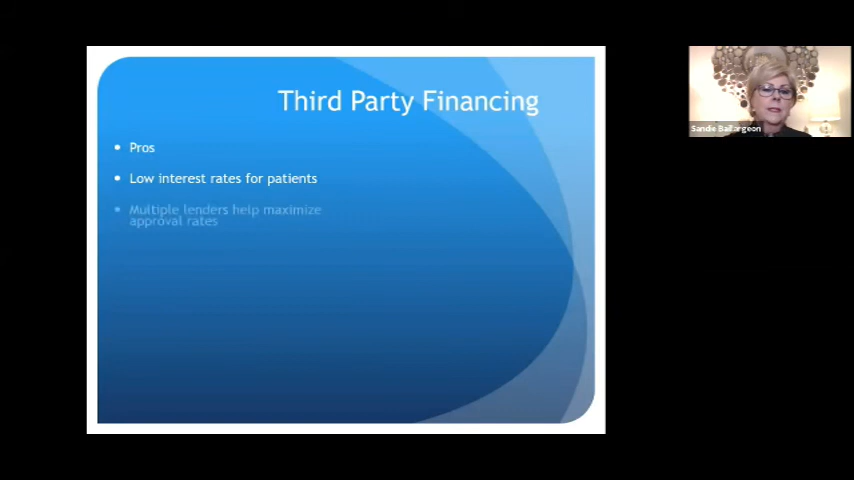 Third Party Financing
• Pros
• Low interest rates for patients
• Multiple lenders help maximize
approval rates
Sandie Baillargeon